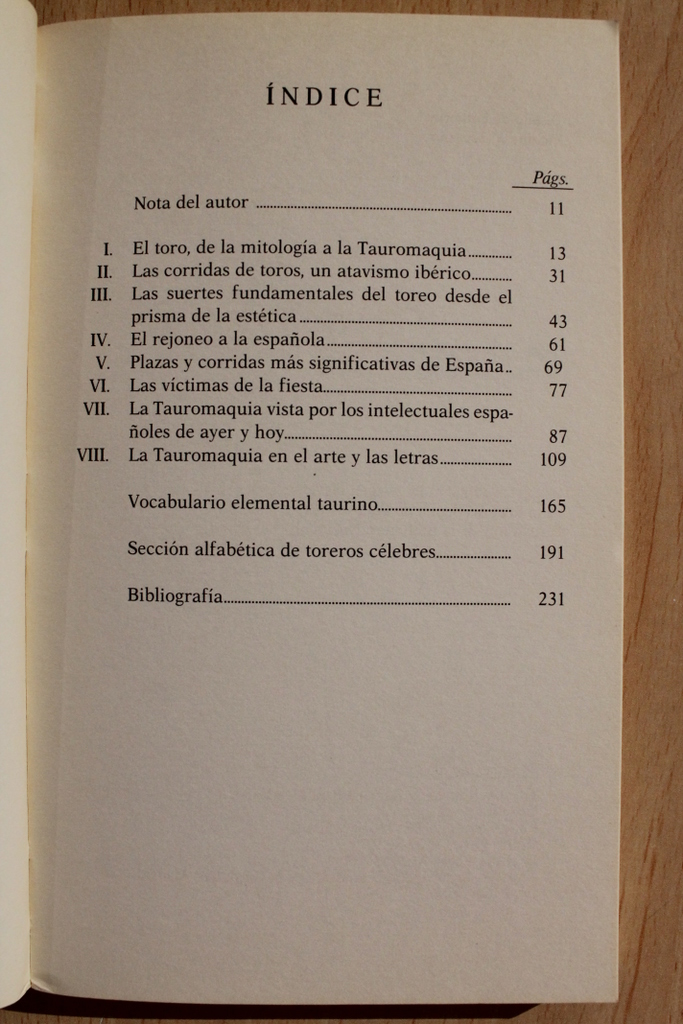 ÍNDICE
Págs.
Nota del autor ........................................ 11
I. El toro, de la mitología a la Tauromaquia............ 13
II. Las corridas de toros, un atavismo ibérico........... 31
III. Las suertes fundamentales del toreo desde el
prisma de la estética........................................ 43
IV. El rejoneo a la española........................................ 61
V. Plazas y corridas más significativas de España.. 69
VI. Las víctimas de la fiesta........................................ 77
VII. La Tauromaquia vista por los intelectuales espa-
ñoles de ayer y hoy........................................ 87
VIII. La Tauromaquia en el arte y las letras.................... 109
Vocabulario elemental taurino..................................... 165
Sección alfabética de toreros célebres..................... 191
Bibliografía........................................ 231